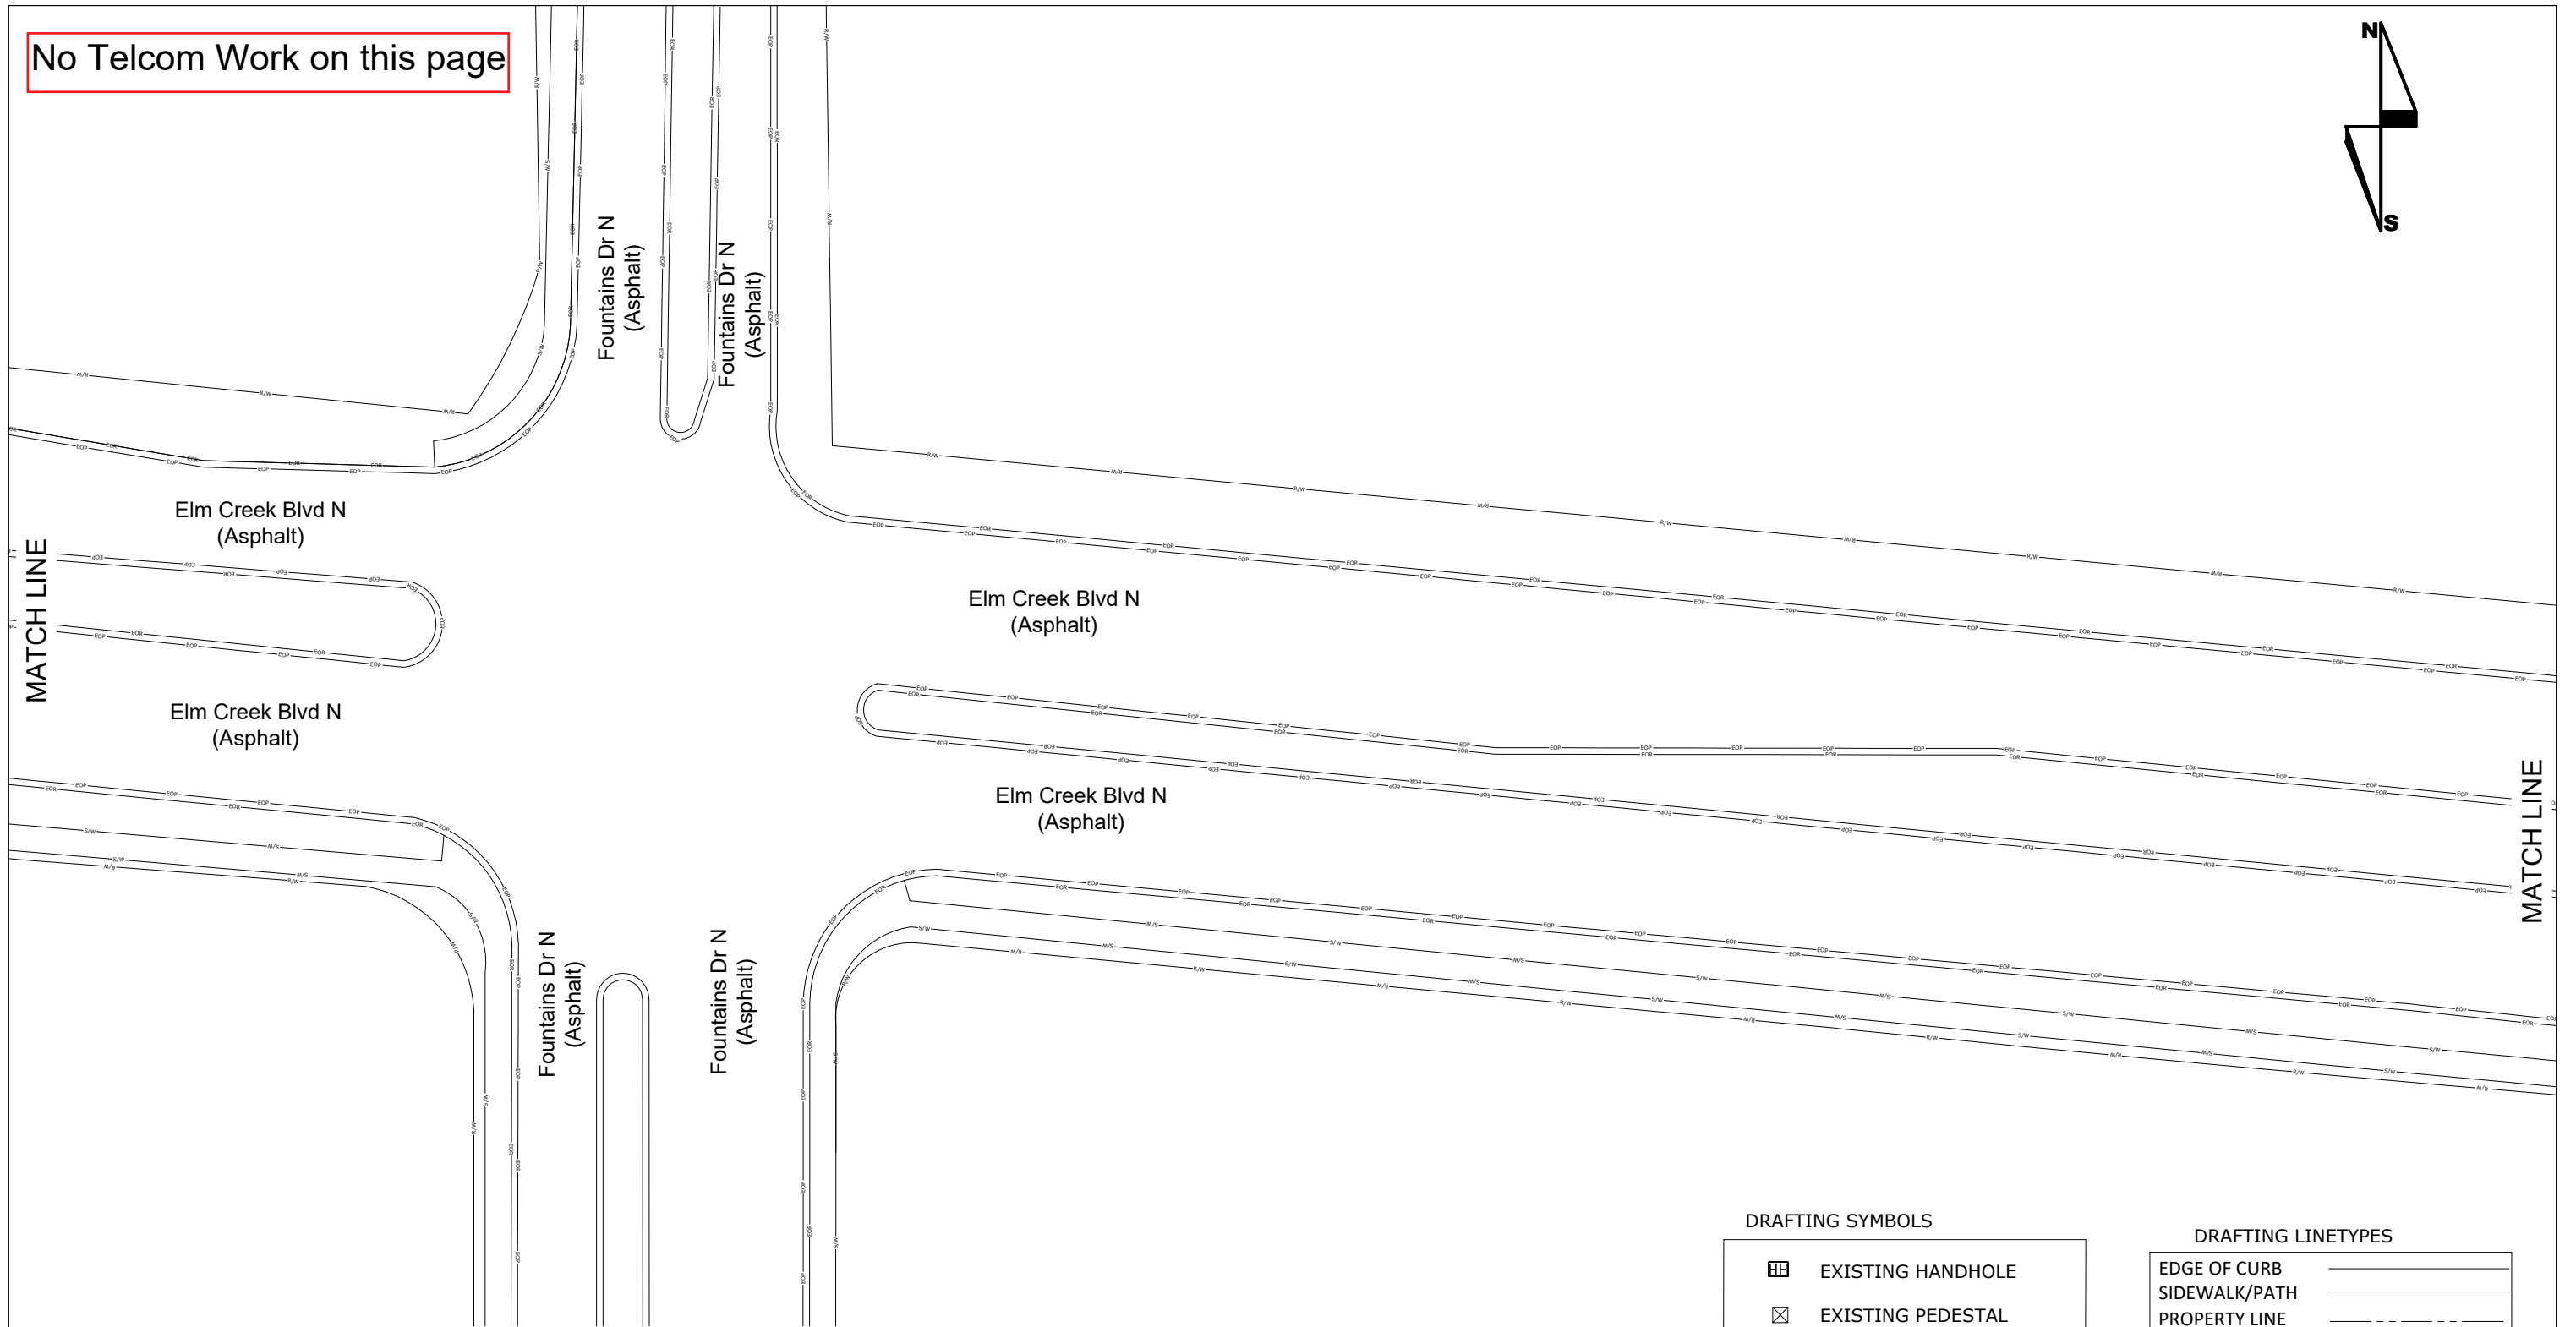 No Telcom Work on this page
N
S
Fountains Dr N
(Asphalt)
Fountains Dr N
(Asphalt)
Elm Creek Blvd N
(Asphalt)
MATCH LINE
Elm Creek Blvd N
(Asphalt)
Elm Creek Blvd N
(Asphalt)
Elm Creek Blvd N
(Asphalt)
MATCH LINE
Fountains Dr N
(Asphalt)
Fountains Dr N
(Asphalt)
DRAFTING SYMBOLS
HH EXISTING HANDHOLE
EXISTING PEDESTAL
DRAFTING LINETYPES
EDGE OF CURB
SIDEWALK/PATH
PROPERTY LINE